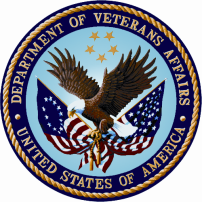 DEPARTMENT OF VETERANS AFFAIRS
UNITED STATES OF AMERICA